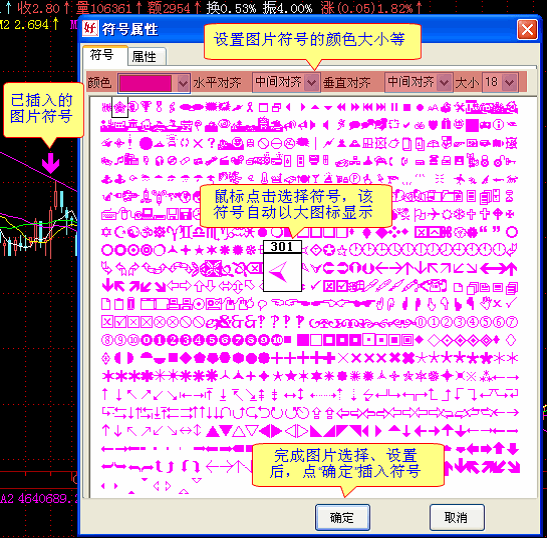 ↑收2.80↑量106361↑额2954↑换0.53% 振4.00% 涨(0.05)1.82%↑
M2 2.694↑
符号属性
设置图片符号的颜色大小等
符号 属性
颜色 水平对齐 中间对齐 垂直对齐 中间对齐 大小 18
已插入的
图片符号
鼠标点击选择符号，该
符号自动以大图标显示
301
完成图片选择、设置
后，点“确定”插入符号
A2 4640689.2
确定 取消